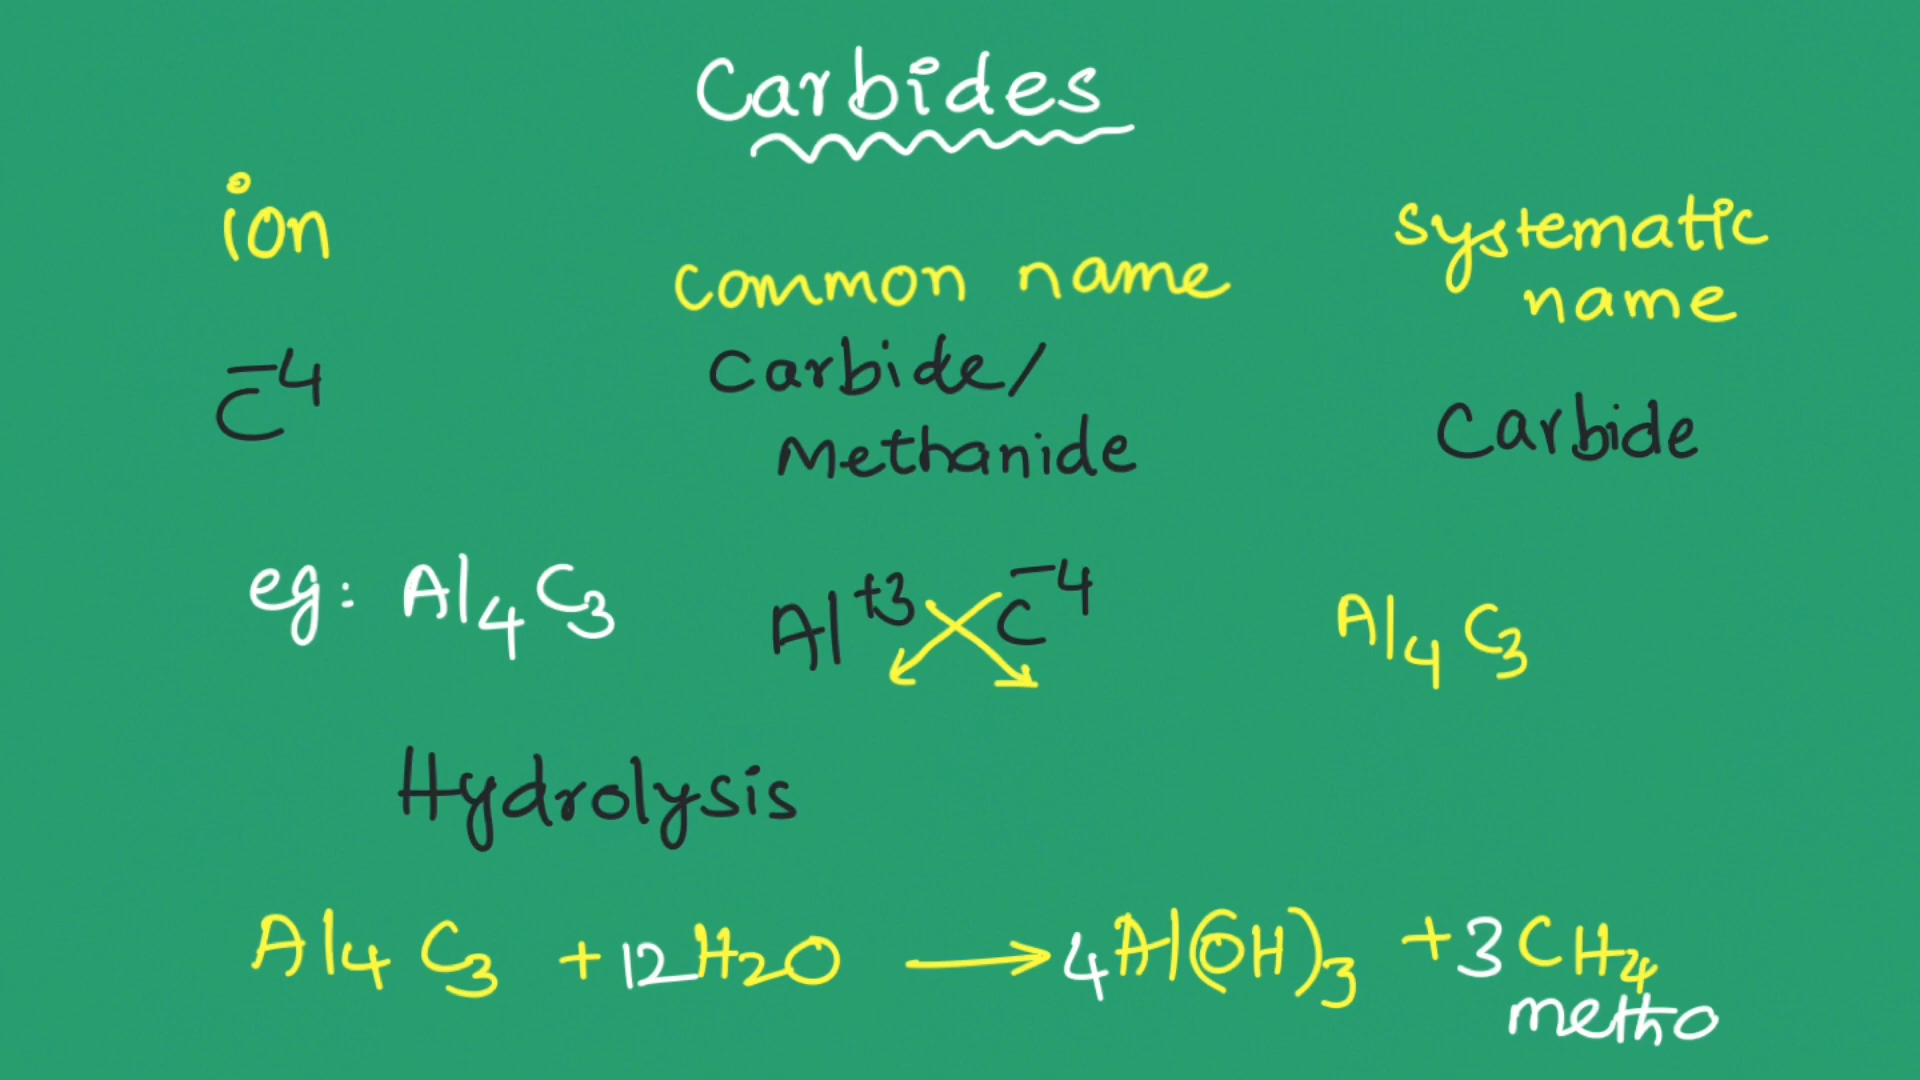 Carbides
ion
common name
systematic
name
C⁻⁴
Carbide/
Methanide
Carbide
eg: Al₄C₃
Al⁺³ C⁻⁴
Al₄C₃
Hydrolysis
Al₄C₃ + 12H₂O → 4Al(OH)₃ + 3CH₄
metho